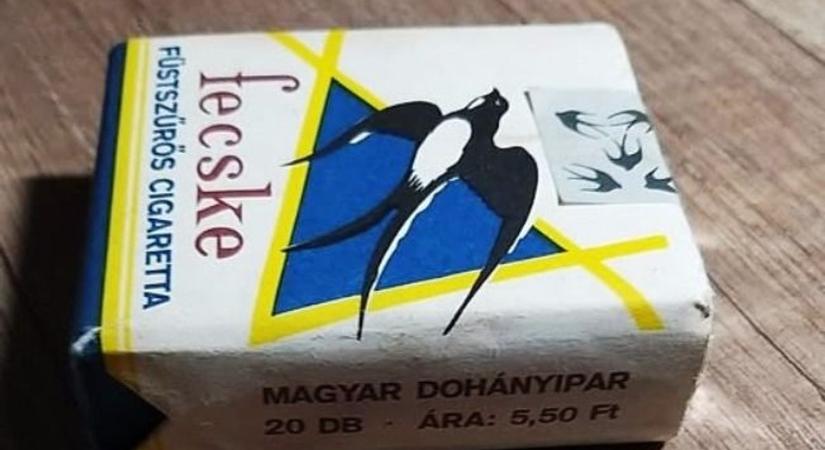 fecske
FÜSTSZŰRŐS CIGARETTA
MAGYAR DOHÁNYIPAR
20 DB · ÁRA: 5,50 Ft